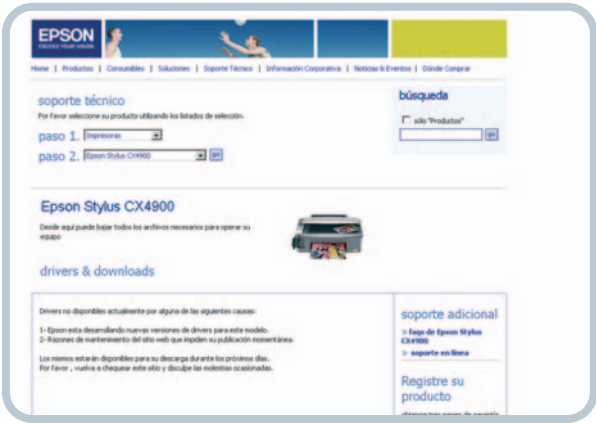 EPSON
EXCEED YOUR VISION
Home | Productos | Consumibles | Soluciones | Soporte Técnico | Información Corporativa | Noticias & Eventos | Dónde Comprar
soporte técnico
Por favor seleccione su producto utilizando los listados de selección.
paso 1. Impresoras
paso 2. Epson Stylus CX4900 go
búsqueda
sólo "Productos"
go
Epson Stylus CX4900
Desde aquí puede bajar todos los archivos necesarios para operar su
equipo
drivers & downloads
Drivers no disponibles actualmente por alguna de las siguientes causas:
1- Epson esta desarrollando nuevas versiones de drivers para este modelo.
2- Razones de mantenimiento del sitio web que impiden su publicación momentánea.
Los mismos estarán disponibles para su descarga durante los próximos días.
Por favor , vuelva a chequear este sitio y disculpe las molestias ocasionadas.
soporte adicional
» faqs de Epson Stylus
CX4900
» soporte en línea
Registre su
producto